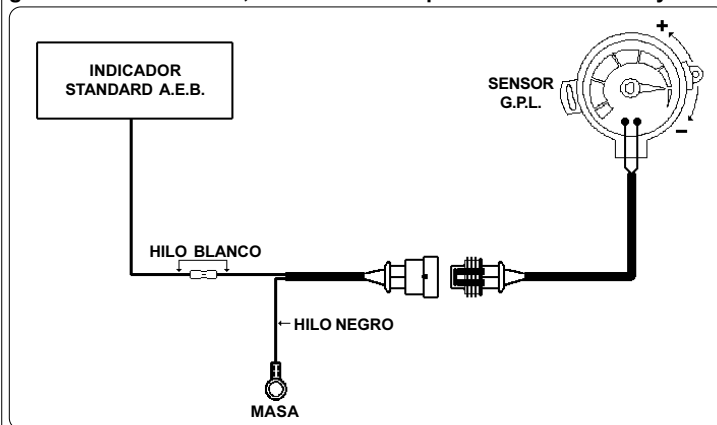 INDICADOR
STANDARD A.E.B.
SENSOR
G.P.L.
+
−
HILO BLANCO
HILO NEGRO
MASA